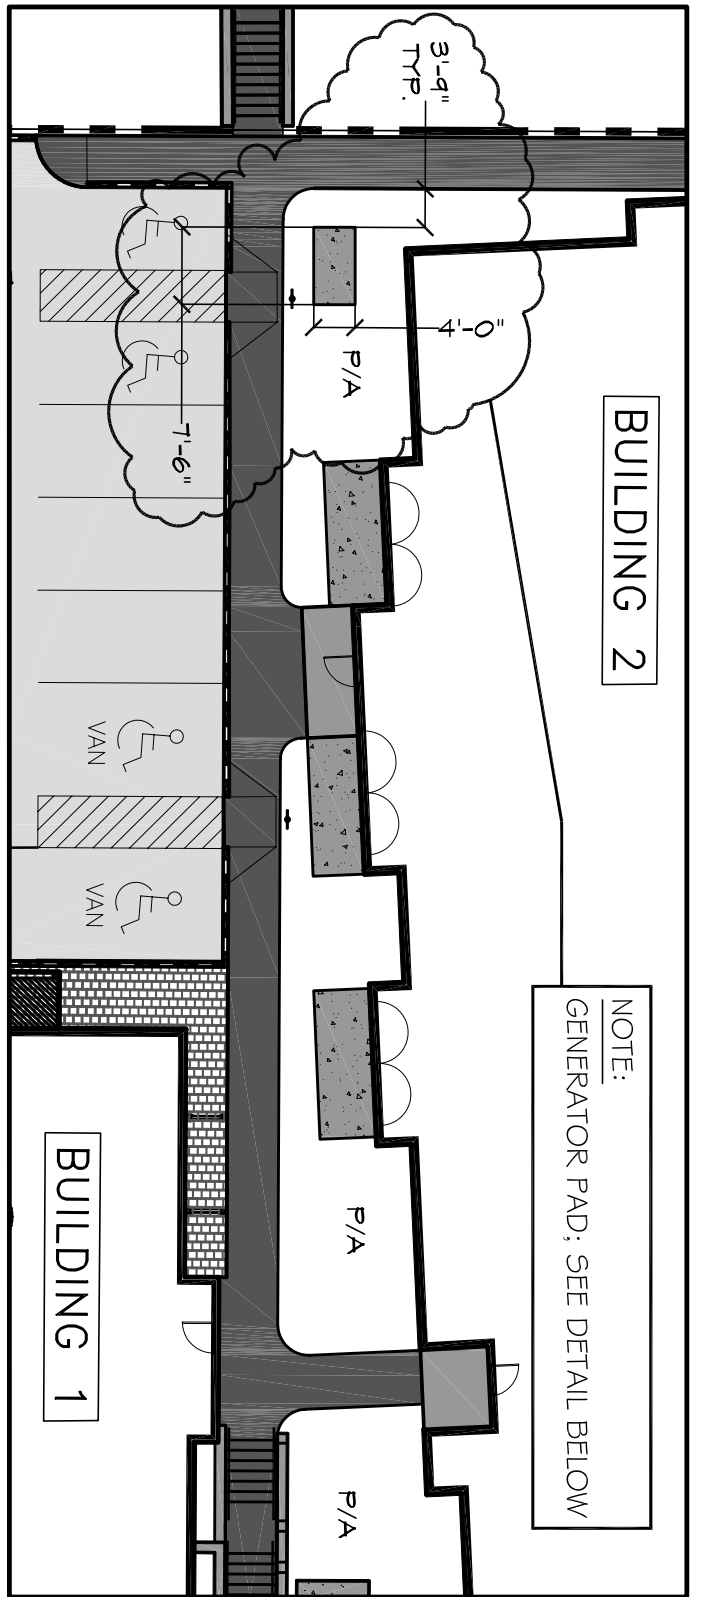 3'-9"
TYP.
4'-0"
P/A
7'-6"
BUILDING 2
VAN
VAN
NOTE:
GENERATOR PAD; SEE DETAIL BELOW
P/A
BUILDING 1
P/A